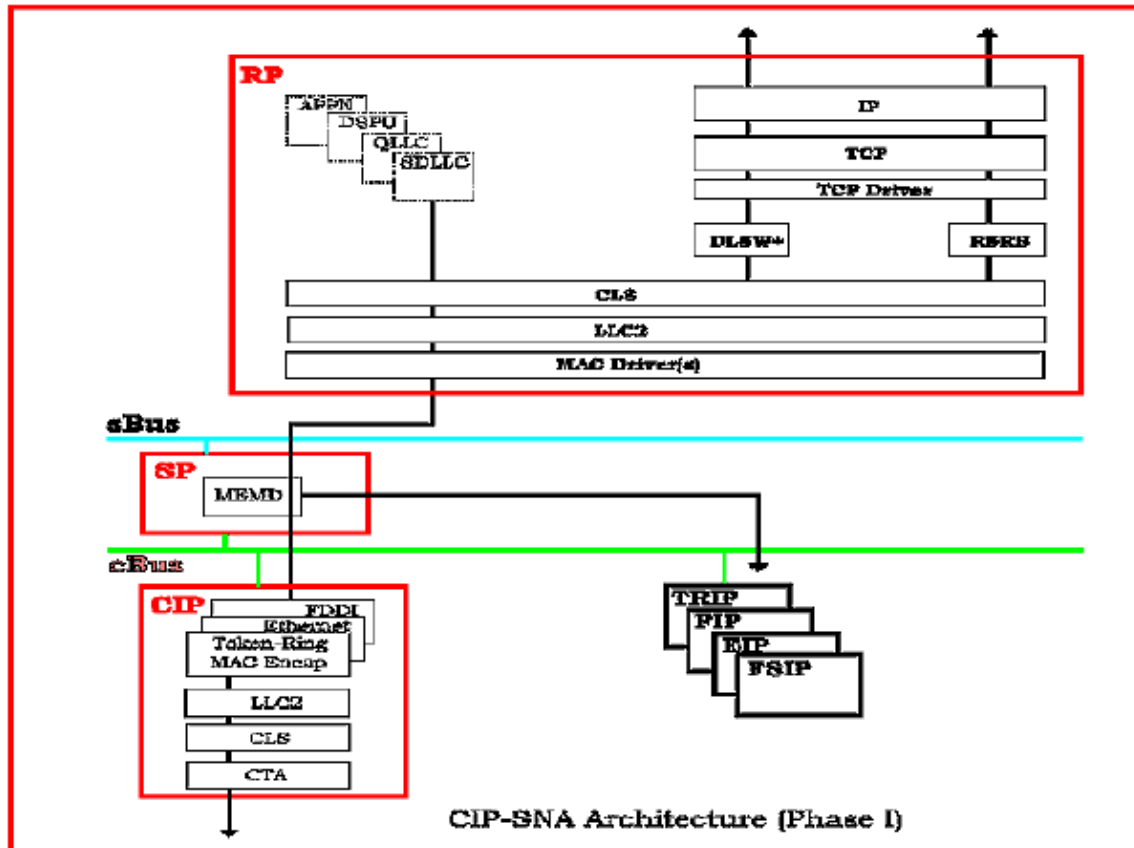 RP
APPN
DSPU
QLLC
SDLLC
IP
TCP
TCP Driver
DLSW+
RSRB
CLS
LLC2
MAC Driver(s)
sBus
SP
MEMD
cBus
CIP
FDDI
Ethernet
Token-Ring
MAC Encap
LLC2
CLS
CTA
TRIP
FIP
EIP
FSIP
CIP-SNA Architecture (Phase I)